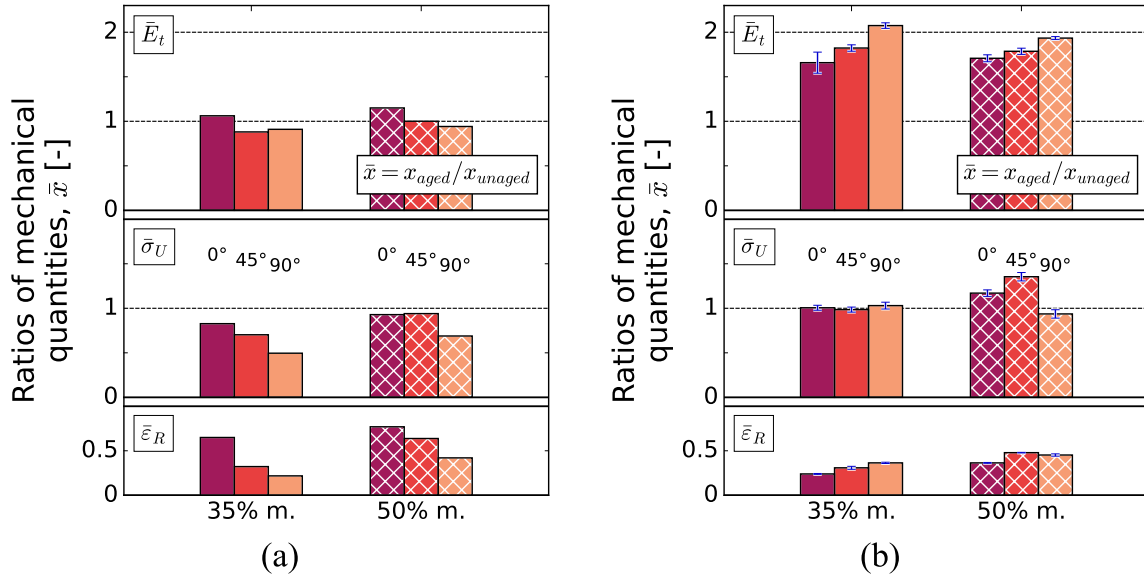 Ratios of mechanical
quantities, x̄ [-]
2
1
0
Ē_t
x̄ = x_aged/x_unaged
1
0
σ̄_U
0° 45° 90°
0° 45° 90°
0.5
0
ε̄_R
35% m. 50% m.
(a)
Ratios of mechanical
quantities, x̄ [-]
2
1
0
Ē_t
x̄ = x_aged/x_unaged
1
0
σ̄_U
0° 45° 90°
0° 45° 90°
0.5
0
ε̄_R
35% m. 50% m.
(b)